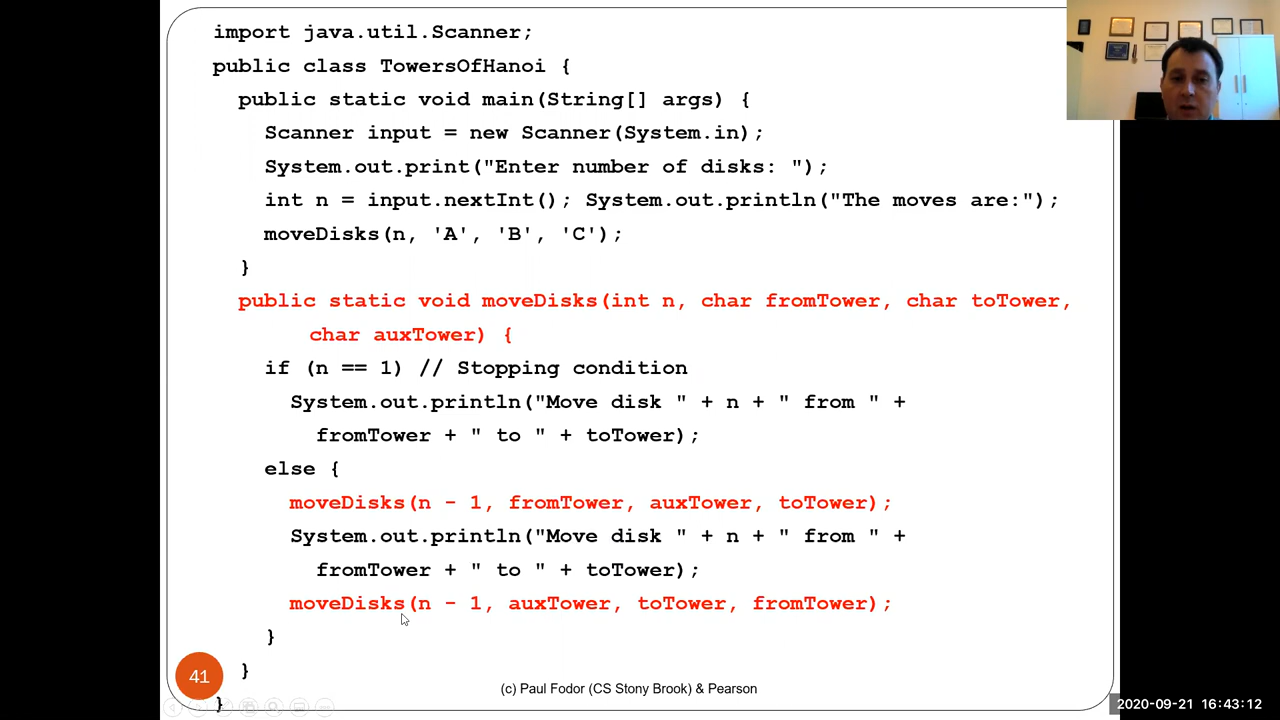 import java.util.Scanner;
public class TowersOfHanoi {
public static void main(String[] args) {
Scanner input = new Scanner(System.in);
System.out.print("Enter number of disks: ");
int n = input.nextInt(); System.out.println("The moves are:");
moveDisks(n, 'A', 'B', 'C');
}
public static void moveDisks(int n, char fromTower, char toTower,
char auxTower) {
if (n == 1) // Stopping condition
System.out.println("Move disk " + n + " from " +
fromTower + " to " + toTower);
else {
moveDisks(n - 1, fromTower, auxTower, toTower);
System.out.println("Move disk " + n + " from " +
fromTower + " to " + toTower);
moveDisks(n - 1, auxTower, toTower, fromTower);
}
}
}
41
(c) Paul Fodor (CS Stony Brook) & Pearson
2020-09-21 16:43:12